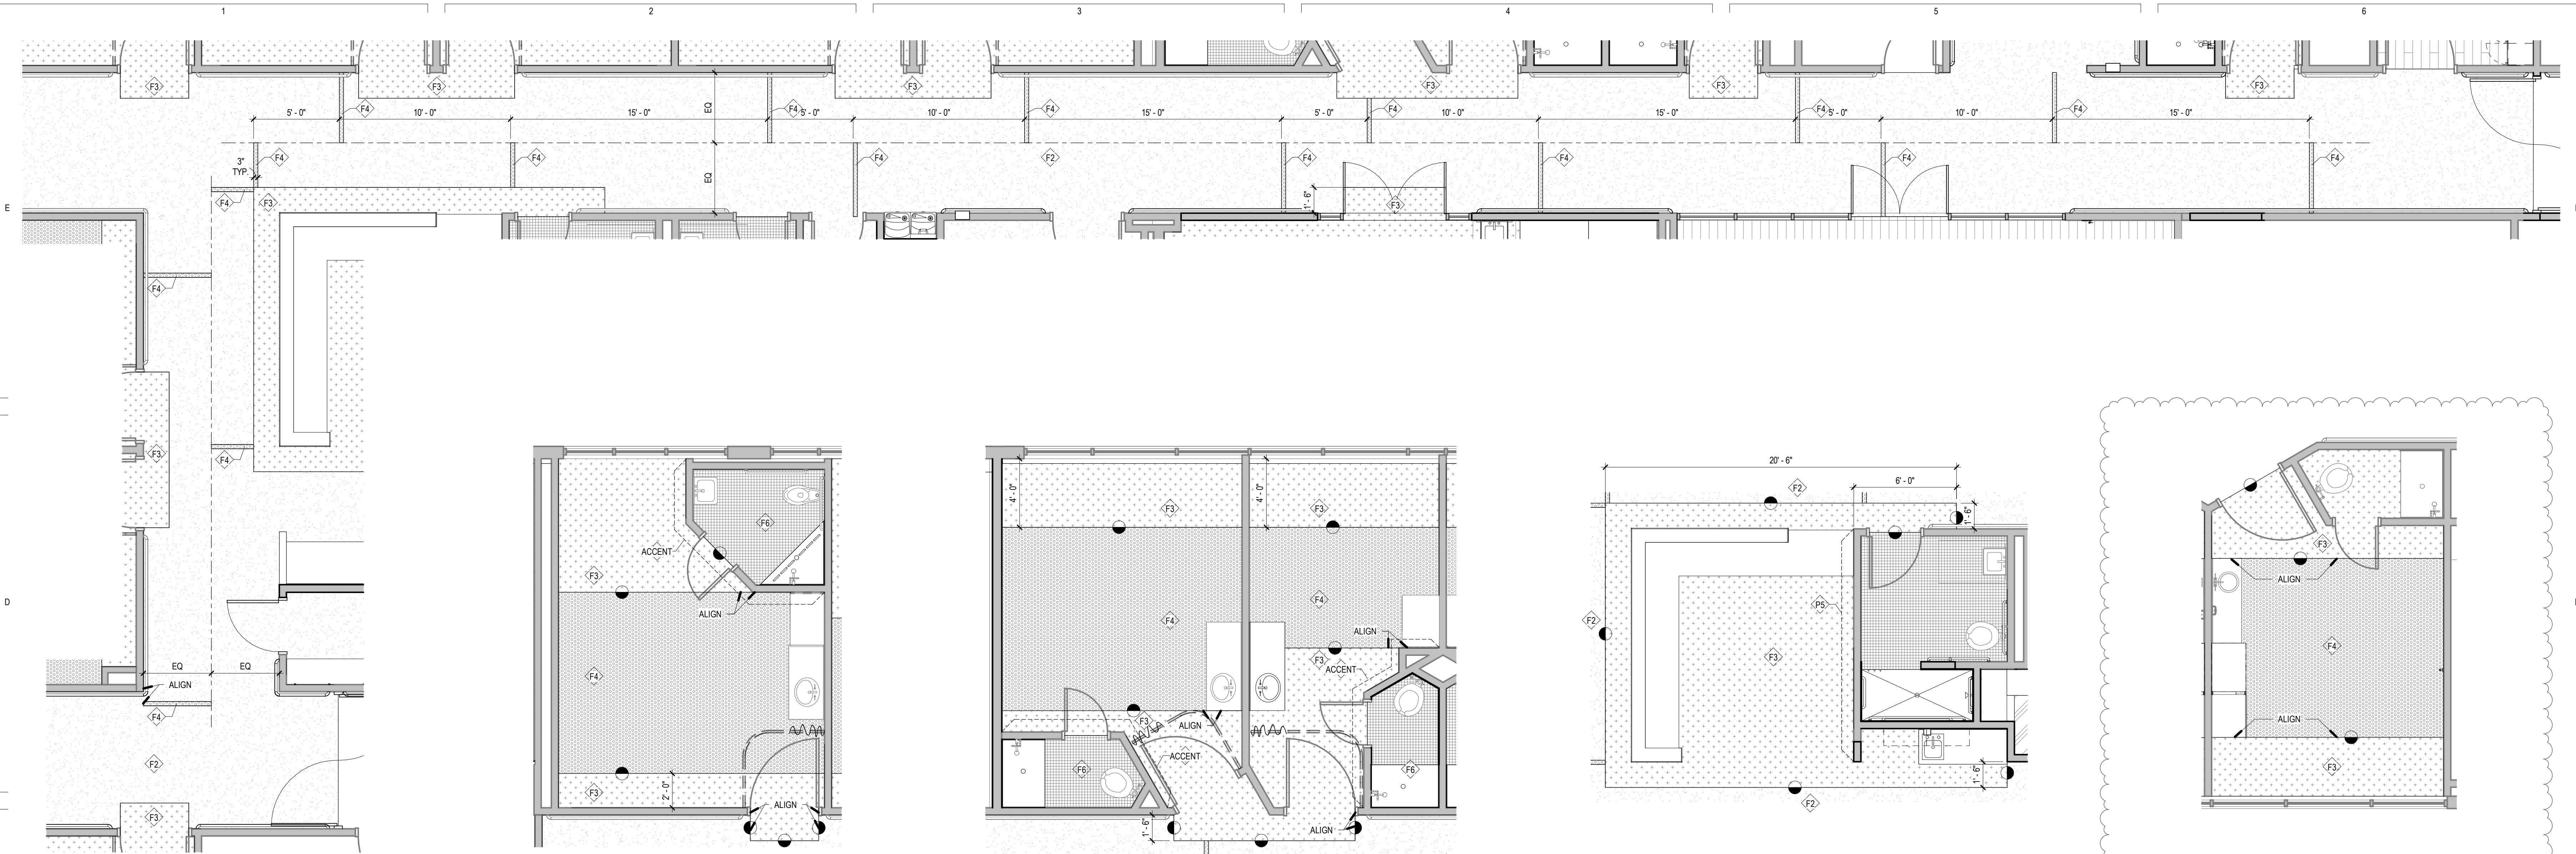 1
2
3
4
5
6
F3
F3
F3
F3
F3
F3
F4
F4
F4
F4
F4
F4
5' - 0"
10' - 0"
15' - 0"
5' - 0"
10' - 0"
15' - 0"
5' - 0"
10' - 0"
15' - 0"
5' - 0"
10' - 0"
15' - 0"
EQ
EQ
3"
TYP.
F4
F4
F4
F2
F4
F4
F4
F4
E
F4
F3
1' - 6"
F3
F4
F3
F4
D
EQ
EQ
ALIGN
F4
F2
F3
F6
ACCENT
F3
ALIGN
F4
F3
2' - 0"
ALIGN
4' - 0"
4' - 0"
F3
F3
F4
F4
ALIGN
F3
ACCENT
F3
ALIGN
ACCENT
F6
F6
1' - 6"
ALIGN
20' - 6"
6' - 0"
F2
1' - 6"
F2
P5
F3
1' - 6"
F2
F3
ALIGN
F4
ALIGN
F3